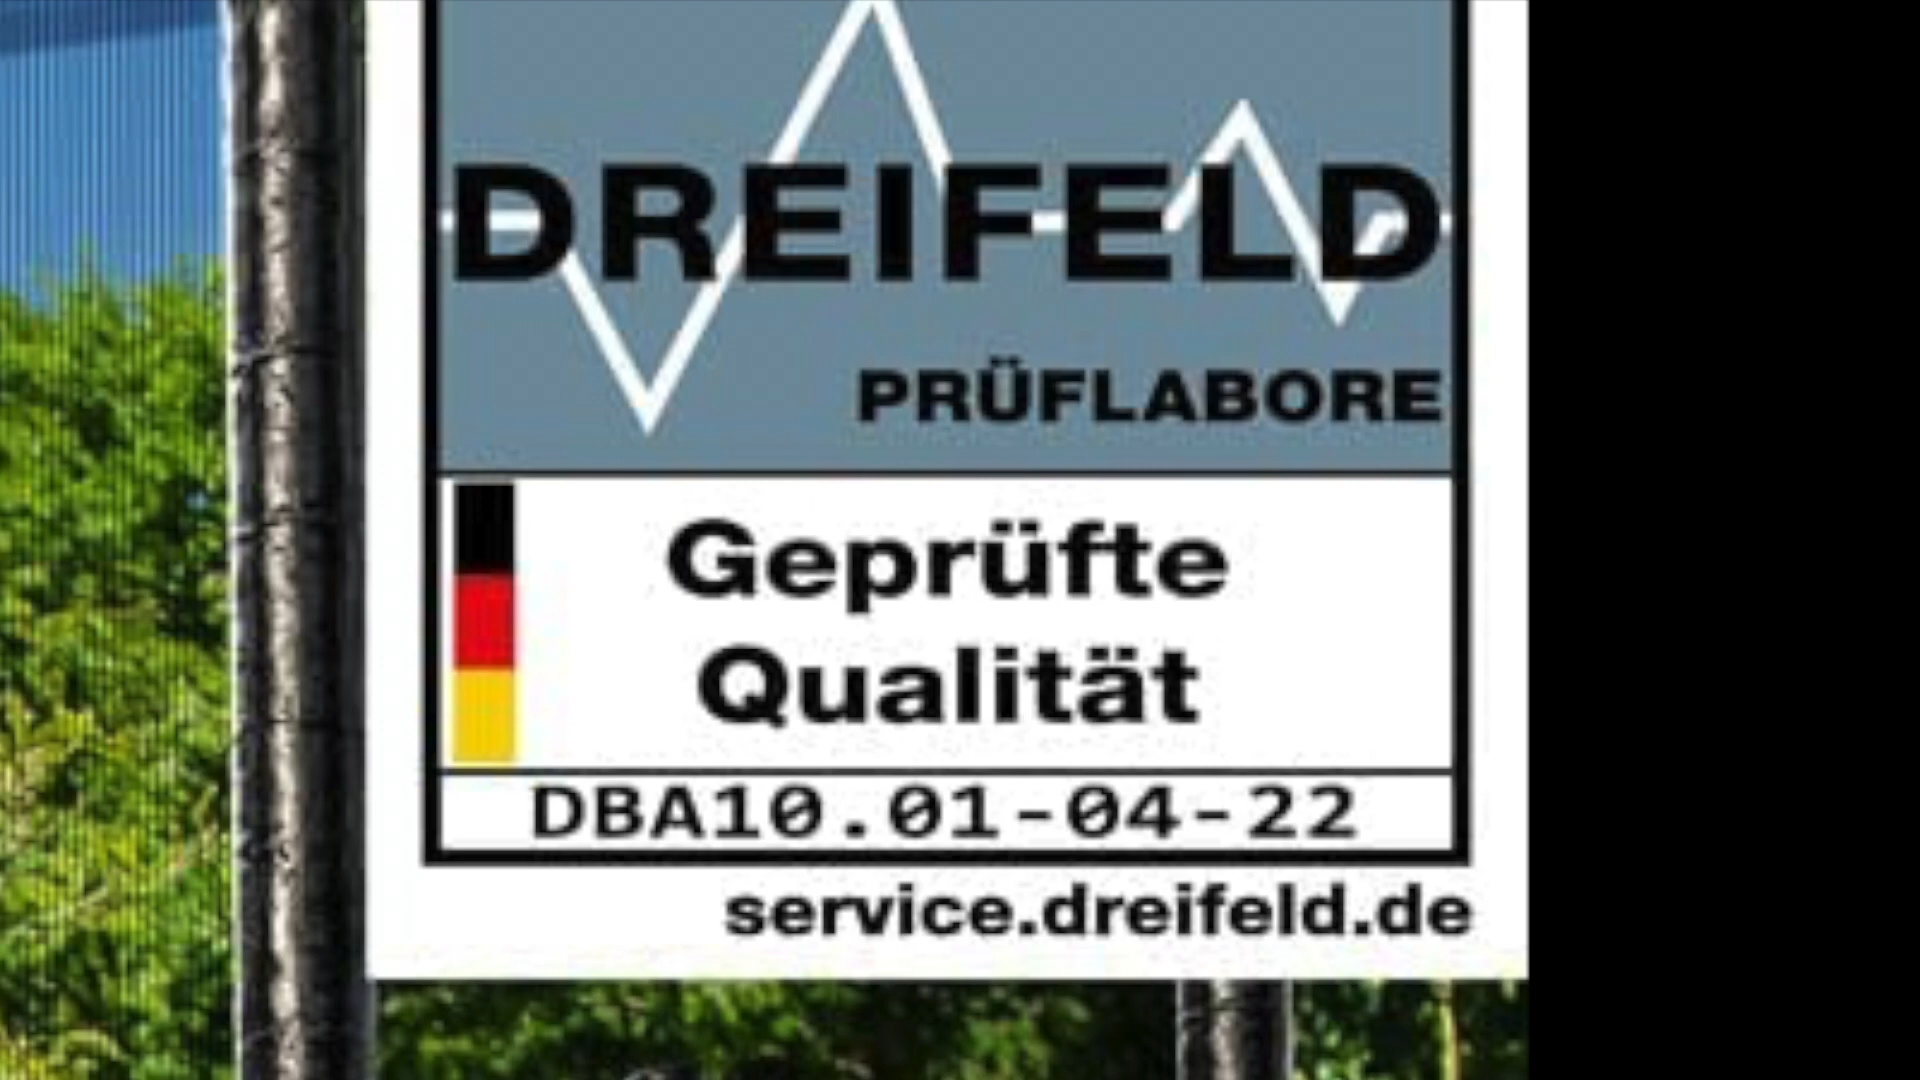 DREIFELD
PRÜFLABORE
Geprüfte
Qualität
DBA10.01-04-22
service.dreifeld.de